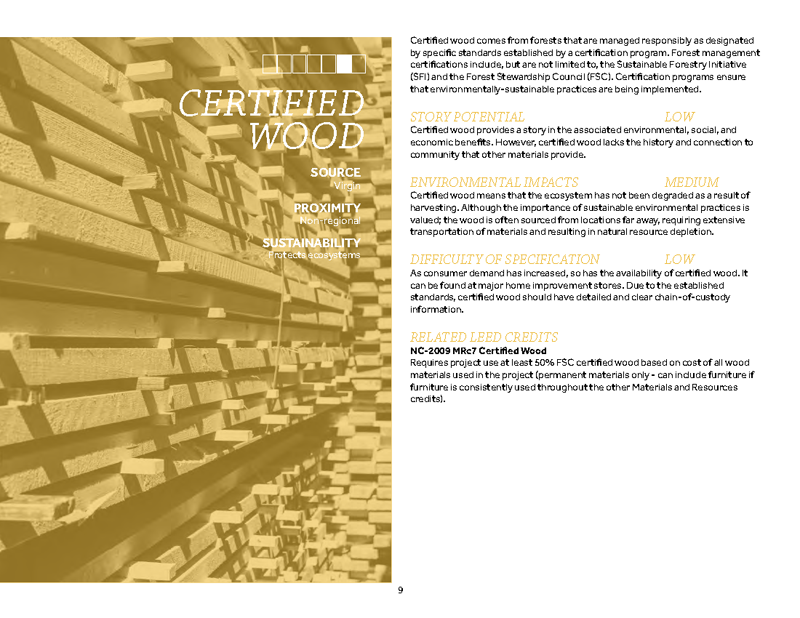 CERTIFIED
WOOD
SOURCE
Virgin
PROXIMITY
Non-regional
SUSTAINABILITY
Protects ecosystems
Certified wood comes from forests that are managed responsibly as designated
by specific standards established by a certification program. Forest management
certifications include, but are not limited to, the Sustainable Forestry Initiative
(SFI) and the Forest Stewardship Council (FSC). Certification programs ensure
that environmentally-sustainable practices are being implemented.
STORY POTENTIAL LOW
Certified wood provides a story in the associated environmental, social, and
economic benefits. However, certified wood lacks the history and connection to
community that other materials provide.
ENVIRONMENTAL IMPACTS MEDIUM
Certified wood means that the ecosystem has not been degraded as a result of
harvesting. Although the importance of sustainable environmental practices is
valued; the wood is often sourced from locations far away, requiring extensive
transportation of materials and resulting in natural resource depletion.
DIFFICULTY OF SPECIFICATION LOW
As consumer demand has increased, so has the availability of certified wood. It
can be found at major home improvement stores. Due to the established
standards, certified wood should have detailed and clear chain-of-custody
information.
RELATED LEED CREDITS
NC-2009 MRc7 Certified Wood
Requires project use at least 50% FSC certified wood based on cost of all wood
materials used in the project (permanent materials only - can include furniture if
furniture is consistently used throughout the other Materials and Resources
credits).
9